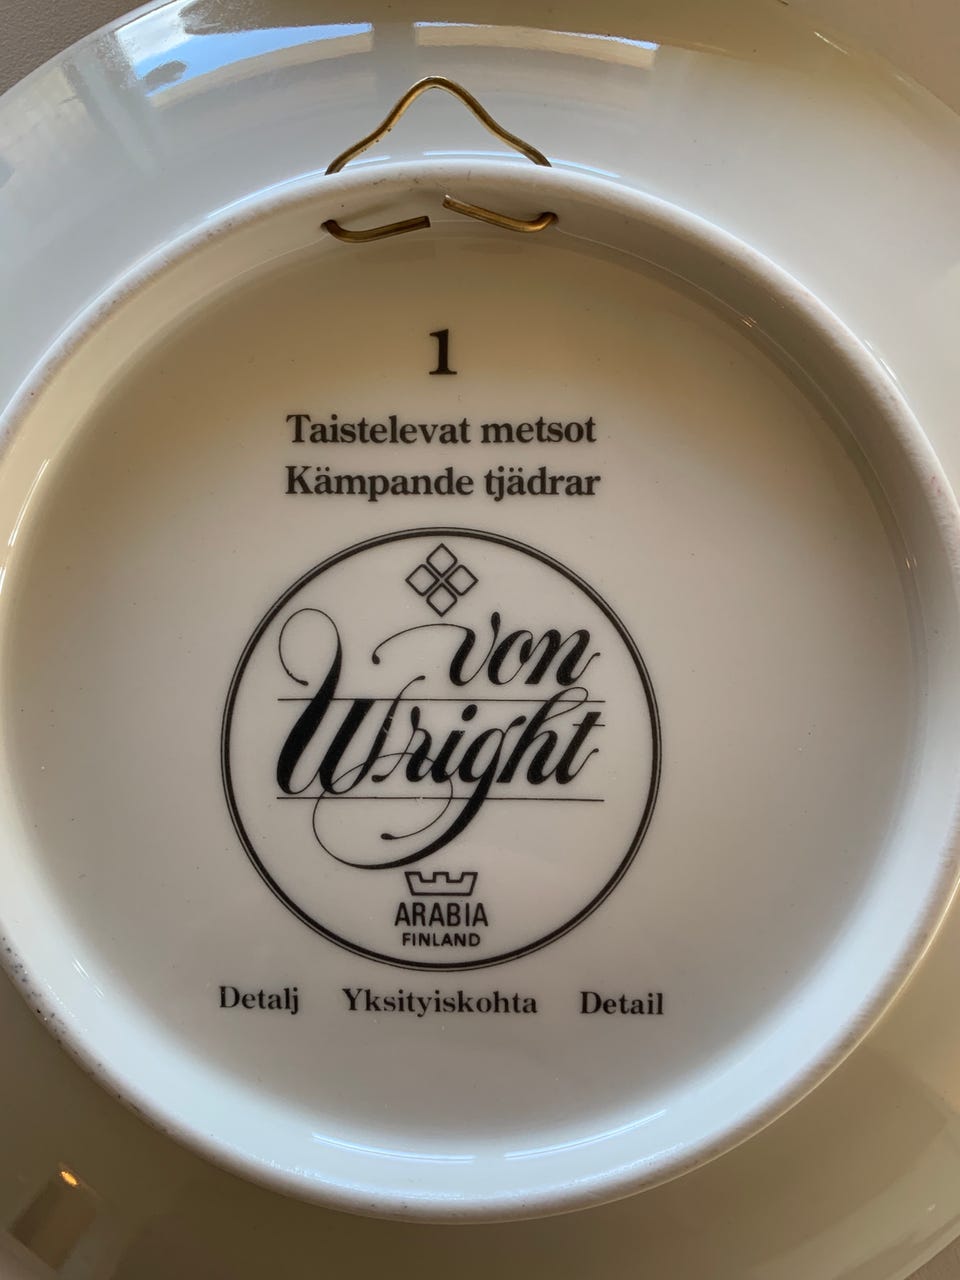 1
Taistelevat metsot
Kämpande tjädrar
von
Wright
ARABIA
FINLAND
Detalj Yksityiskohta Detail